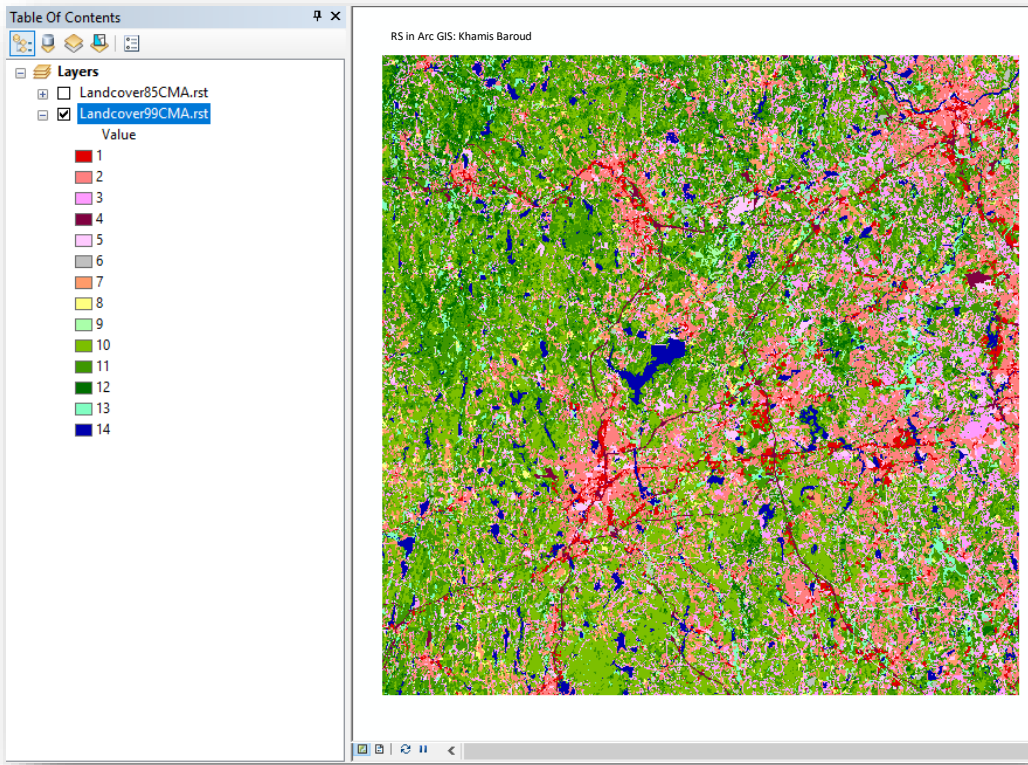 Table Of Contents
Layers
Landcover85CMA.rst
Landcover99CMA.rst
Value
1
2
3
4
5
6
7
8
9
10
11
12
13
14
RS in Arc GIS: Khamis Baroud